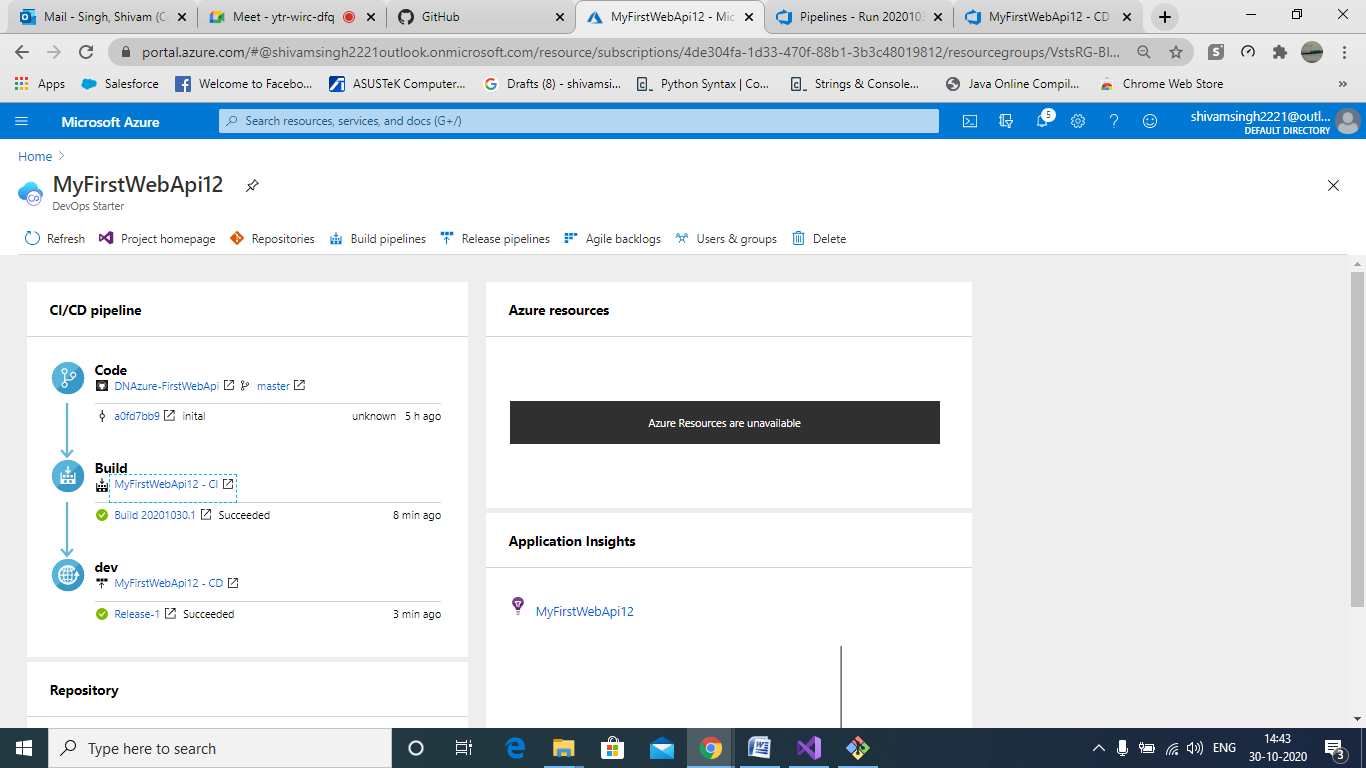 Mail - Singh, Shivam (C
Meet - ytr-wirc-dfq
GitHub
MyFirstWebApi12 - Mic
Pipelines - Run 2020103
MyFirstWebApi12 - CD
portal.azure.com/#@shivamsingh2221outlook.onmicrosoft.com/resource/subscriptions/4de304fa-1d33-470f-88b1-3b3c48019812/resourcegroups/VstsRG-Bl...
Apps
Salesforce
Welcome to Facebo...
ASUSTeK Computer...
Drafts (8) - shivamsi...
Python Syntax | Co...
Strings & Console...
Java Online Compil...
Chrome Web Store
»
Microsoft Azure
Search resources, services, and docs (G+/)
5
shivamsingh2221@outl...
DEFAULT DIRECTORY
Home
MyFirstWebApi12
DevOps Starter
Refresh
Project homepage
Repositories
Build pipelines
Release pipelines
Agile backlogs
Users & groups
Delete
CI/CD pipeline
Code
DNAzure-FirstWebApi master
a0fd7bb9 inital unknown 5 h ago
Build
MyFirstWebApi12 - CI
Build 20201030.1 Succeeded 8 min ago
dev
MyFirstWebApi12 - CD
Release-1 Succeeded 3 min ago
Repository
Azure resources
Azure Resources are unavailable
Application Insights
MyFirstWebApi12
Type here to search
ENG
14:43
30-10-2020
3